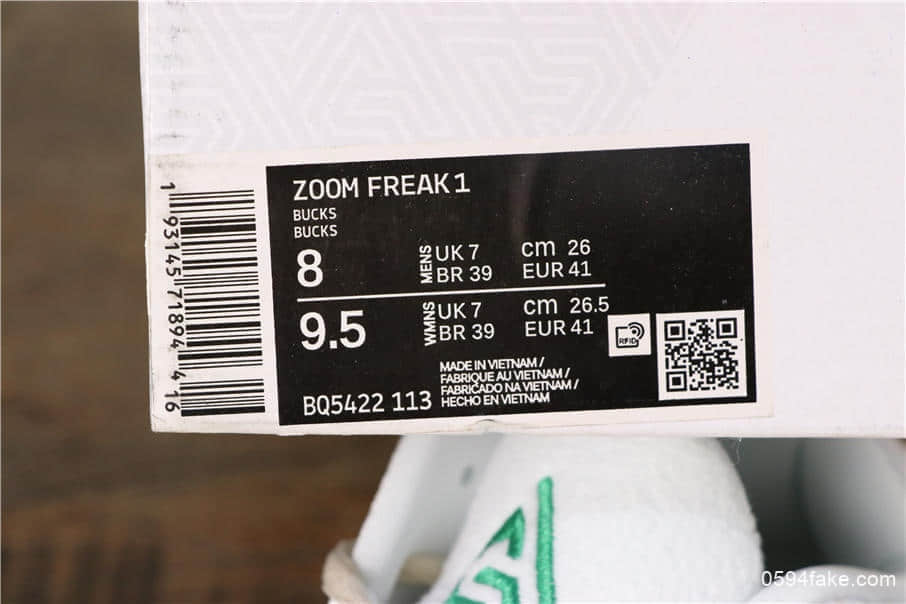 ZOOM FREAK 1
BUCKS
BUCKS
8
MENS
UK 7 cm 26
BR 39 EUR 41
9.5
WMNS
UK 7 cm 26.5
BR 39 EUR 41
RFID
MADE IN VIETNAM /
FABRIQUE AU VIETNAM /
FABRICADO NA VIETNAM /
HECHO EN VIETNAM
BQ5422 113
1 93145 71894 4 16
0594fake.com